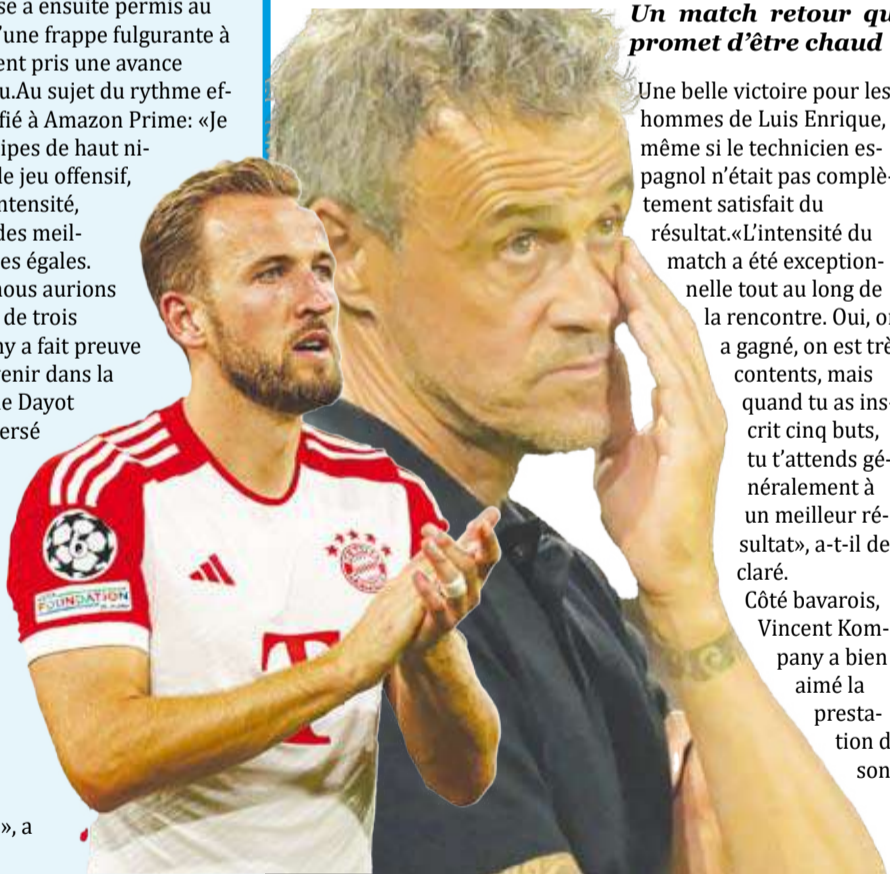 se a ensuite permis au
'une frappe fulgurante à
ent pris une avance
u.Au sujet du rythme ef-
fié à Amazon Prime: «Je
ipes de haut ni-
le jeu offensif,
ntensité,
des meil-
es égales.
nous aurions
de trois
ny a fait preuve
venir dans la
e Dayot
ersé
», a
FOUNDATION
T
Un match retour qu
promet d'être chaud
Une belle victoire pour les
hommes de Luis Enrique,
même si le technicien es-
pagnol n'était pas complè-
tement satisfait du
résultat.«L'intensité du
match a été exception-
nelle tout au long de
la rencontre. Oui, on
a gagné, on est trè
contents, mais
quand tu as ins-
crit cinq buts,
tu t'attends gé-
néralement à
un meilleur ré-
sultat», a-t-il de
claré.
Côté bavarois,
Vincent Kom-
pany a bien
aimé la
presta-
tion d
son